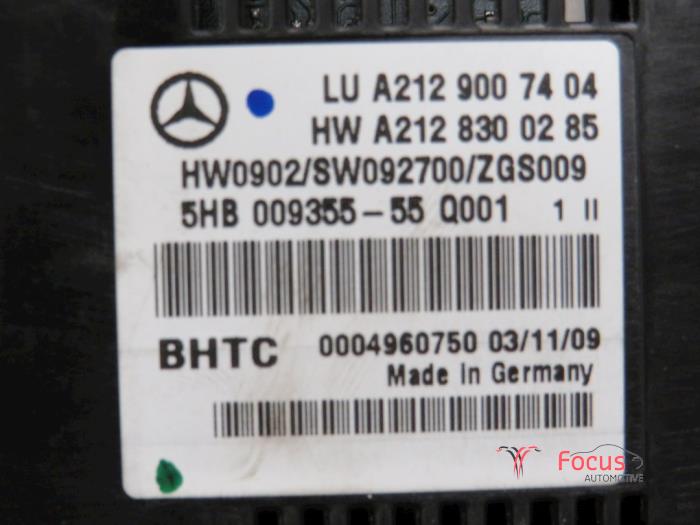 LU A212 900 74 04
HW A212 830 02 85
HW0902/SW092700/ZGS009
5HB 009355-55 Q001 1 II
BHTC 0004960750 03/11/09
Made in Germany
Focus
AUTOMOTIVE